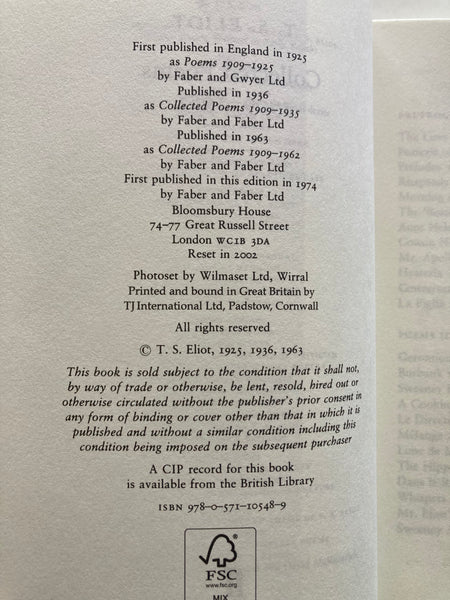 First published in England in 1925
as Poems 1909–1925
by Faber and Gwyer Ltd
Published in 1936
as Collected Poems 1909–1935
by Faber and Faber Ltd
Published in 1963
as Collected Poems 1909–1962
by Faber and Faber Ltd
First published in this edition in 1974
by Faber and Faber Ltd
Bloomsbury House
74–77 Great Russell Street
London WC1B 3DA
Reset in 2002
Photoset by Wilmaset Ltd, Wirral
Printed and bound in Great Britain by
TJ International Ltd, Padstow, Cornwall
All rights reserved
© T. S. Eliot, 1925, 1936, 1963
This book is sold subject to the condition that it shall not,
by way of trade or otherwise, be lent, resold, hired out or
otherwise circulated without the publisher's prior consent in
any form of binding or cover other than that in which it is
published and without a similar condition including this
condition being imposed on the subsequent purchaser
A CIP record for this book
is available from the British Library
ISBN 978–0–571–10548–9
FSC
www.fsc.org
MIX